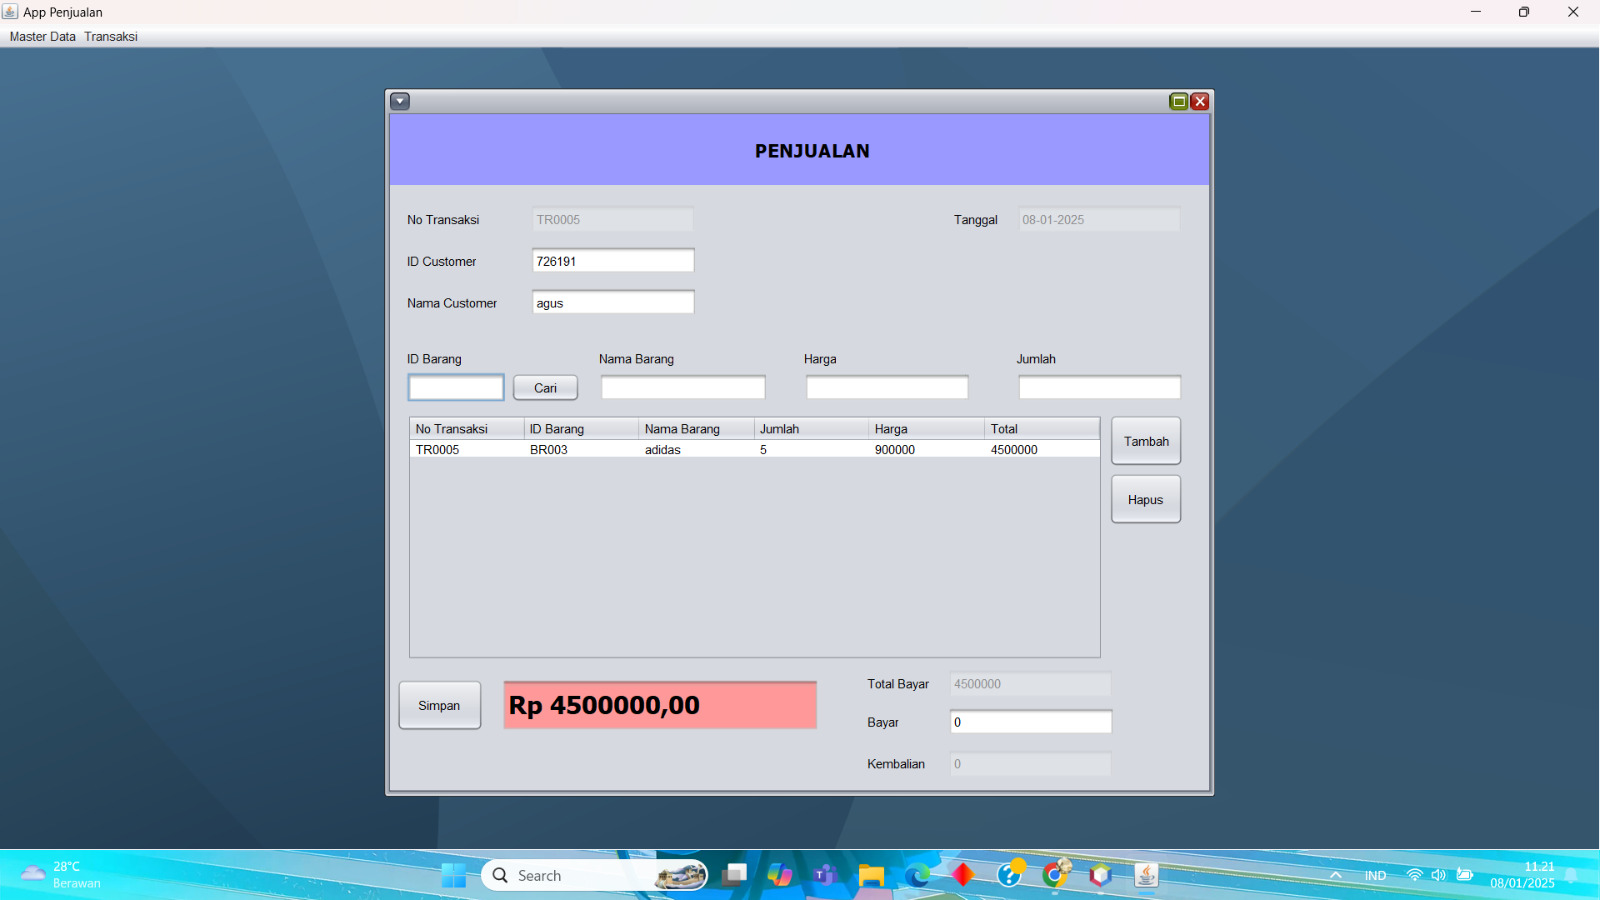 App Penjualan
Master Data Transaksi
PENJUALAN
No Transaksi TR0005 Tanggal 08-01-2025
ID Customer 726191
Nama Customer agus
ID Barang Nama Barang Harga Jumlah
Cari
No Transaksi ID Barang Nama Barang Jumlah Harga Total
TR0005 BR003 adidas 5 900000 4500000
Tambah
Hapus
Total Bayar 4500000
Simpan Rp 4500000,00
Bayar 0
Kembalian 0
28°C
Berawan
Search
IND
11.21
08/01/2025